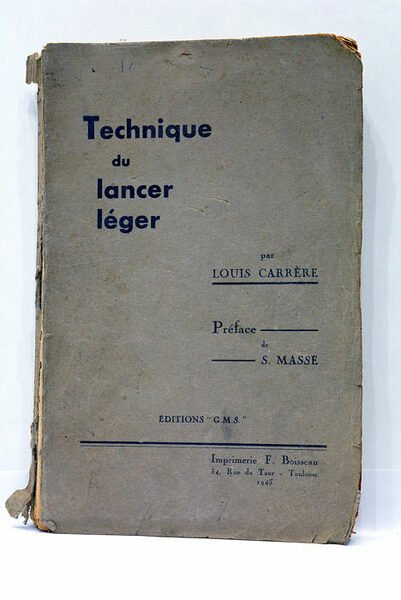 Technique
du
lancer
léger
par
LOUIS CARRÈRE
Préface
de
S. MASSE
ÉDITIONS "G.M.S."
Imprimerie F. Boisseau
34, Rue du Taur - Toulouse
1945